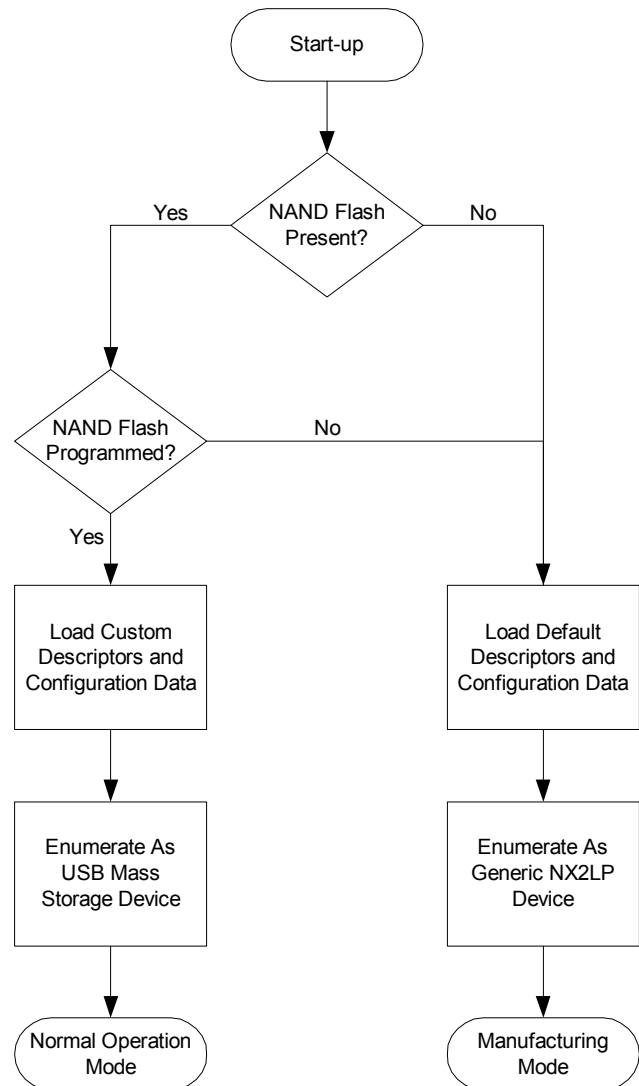 Start-up
Yes
NAND Flash
Present?
No
NAND Flash
Programmed?
No
Yes
Load Custom
Descriptors and
Configuration Data
Load Default
Descriptors and
Configuration Data
Enumerate As
USB Mass
Storage Device
Enumerate As
Generic NX2LP
Device
Normal Operation
Mode
Manufacturing
Mode